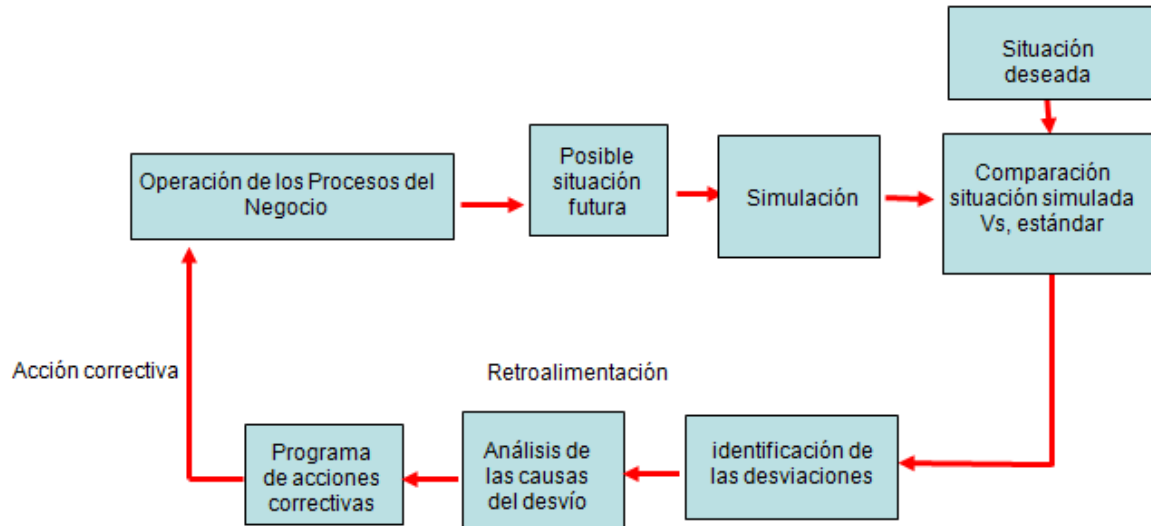 Situación
deseada
Operación de los Procesos del
Negocio
Posible
situación
futura
Simulación
Comparación
situación simulada
Vs, estándar
Acción correctiva
Retroalimentación
Programa
de acciones
correctivas
Análisis de
las causas
del desvío
identificación de
las desviaciones